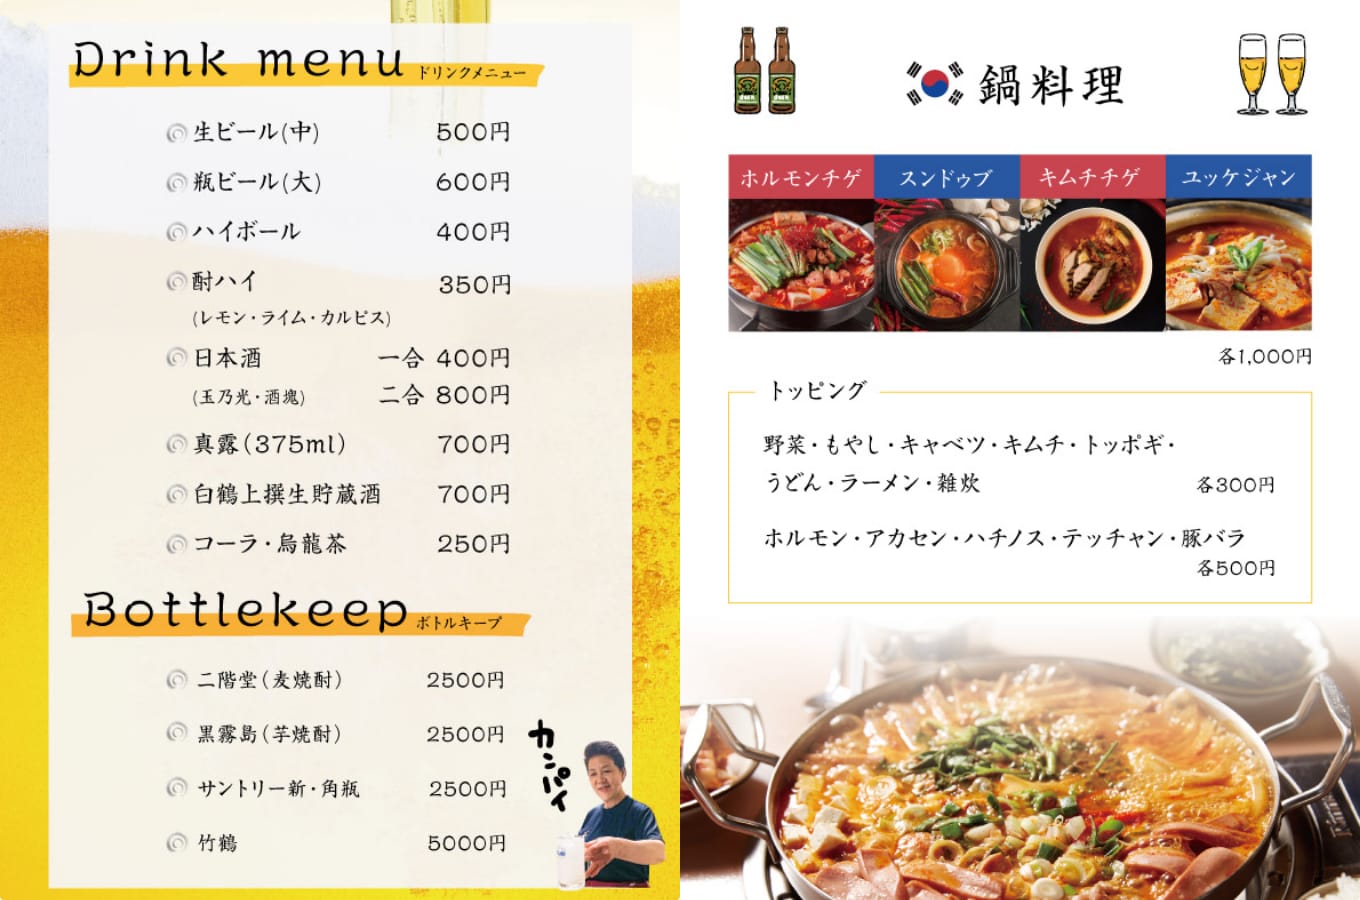 Drink menu ドリンクメニュー
生ビール(中) 500円
瓶ビール(大) 600円
ハイボール 400円
酎ハイ 350円
(レモン・ライム・カルピス)
日本酒 一合 400円
(玉乃光・酒塊) 二合 800円
真露(375ml) 700円
白鶴上撰生貯蔵酒 700円
コーラ・烏龍茶 250円
Bottlekeep ボトルキープ
二階堂(麦焼酎) 2500円
黒霧島(芋焼酎) 2500円
サントリー新・角瓶 2500円
竹鶴 5000円
カンパイ
鍋料理
ホルモンチゲ スンドゥブ キムチチゲ ユッケジャン
各1,000円
トッピング
野菜・もやし・キャベツ・キムチ・トッポギ・
うどん・ラーメン・雑炊 各300円
ホルモン・アカセン・ハチノス・テッチャン・豚バラ
各500円